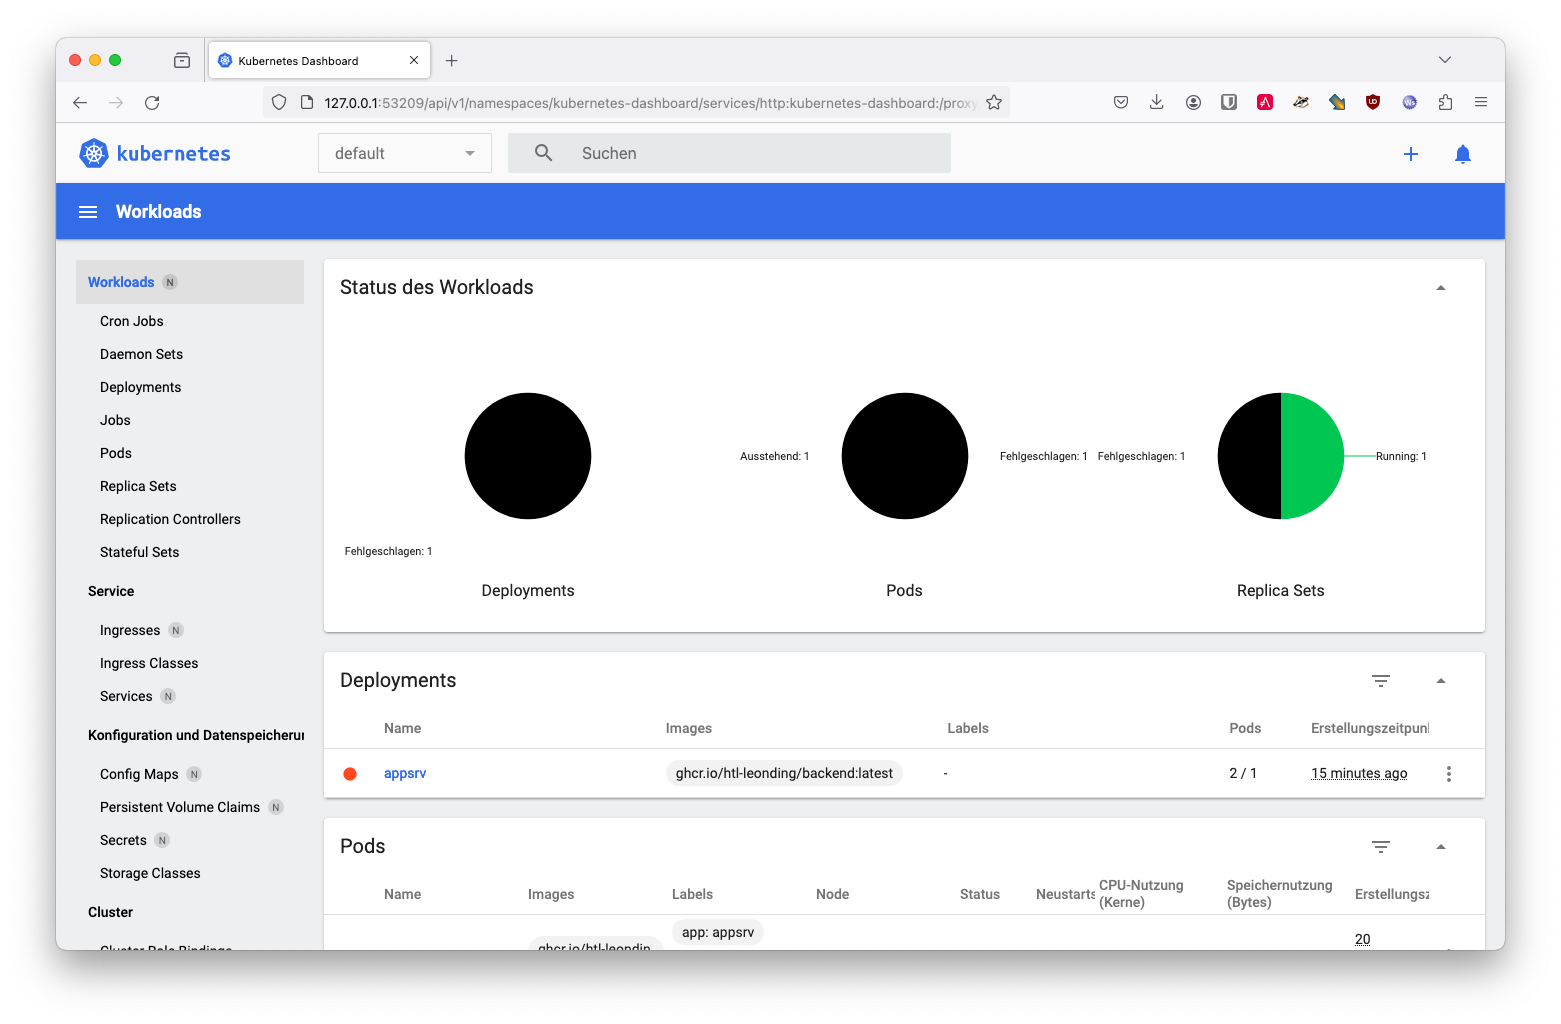 Kubernetes Dashboard
127.0.0.1:53209/api/v1/namespaces/kubernetes-dashboard/services/http:kubernetes-dashboard:/proxy
kubernetes
default
Suchen
Workloads
Workloads N
Cron Jobs
Daemon Sets
Deployments
Jobs
Pods
Replica Sets
Replication Controllers
Stateful Sets
Service
Ingresses N
Ingress Classes
Services N
Konfiguration und Datenspeicherun
Config Maps N
Persistent Volume Claims N
Secrets N
Storage Classes
Cluster
Cluster Role Bindings
Status des Workloads
Fehlgeschlagen: 1
Deployments
Ausstehend: 1
Fehlgeschlagen: 1
Pods
Fehlgeschlagen: 1
Running: 1
Replica Sets
Deployments
Name Images Labels Pods Erstellungszeitpunl
appsrv ghcr.io/htl-leonding/backend:latest - 2 / 1 15 minutes ago
Pods
Name Images Labels Node Status Neustarts CPU-Nutzung (Kerne) Speichernutzung (Bytes) Erstellungsz
app: appsrv
ghcr.io/htl-leondin
20